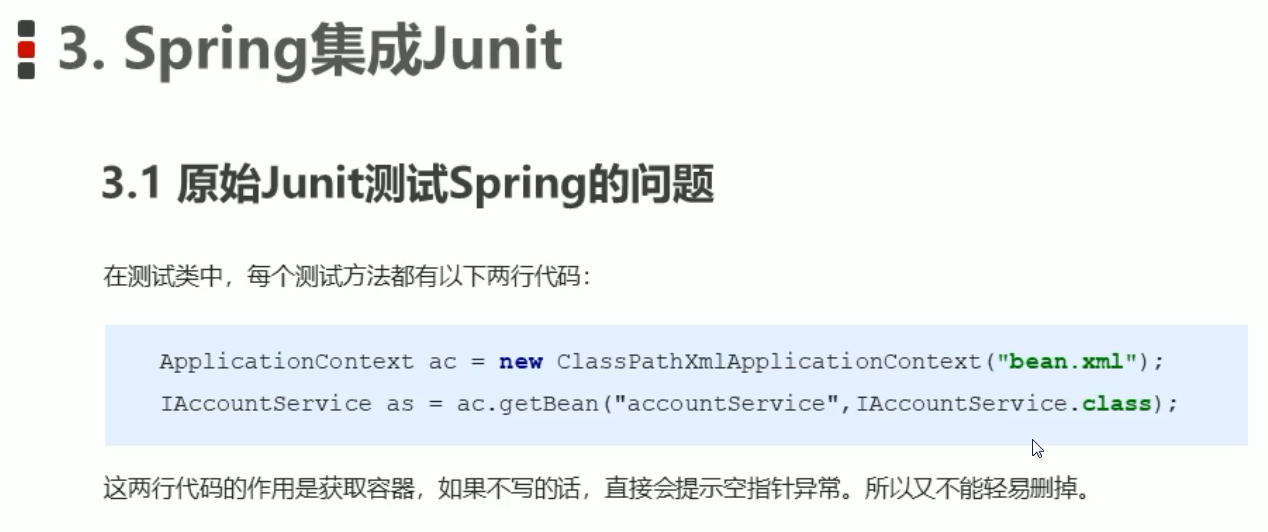 3. Spring集成Junit
3.1 原始Junit测试Spring的问题
在测试类中，每个测试方法都有以下两行代码：
ApplicationContext ac = new ClassPathXmlApplicationContext("bean.xml");
IAccountService as = ac.getBean("accountService",IAccountService.class);
这两行代码的作用是获取容器，如果不写的话，直接会提示空指针异常。所以又不能轻易删掉。